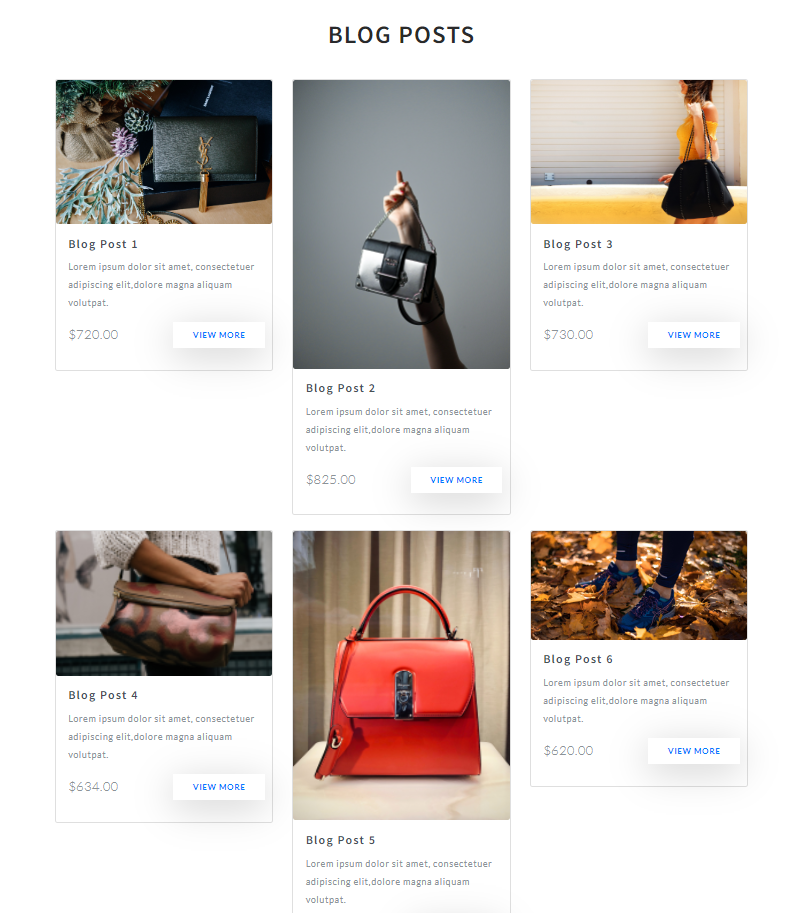 BLOG POSTS
Blog Post 1
Lorem ipsum dolor sit amet, consectetuer
adipiscing elit,dolore magna aliquam
volutpat.
$720.00
VIEW MORE
Blog Post 2
Lorem ipsum dolor sit amet, consectetuer
adipiscing elit,dolore magna aliquam
volutpat.
$825.00
VIEW MORE
Blog Post 3
Lorem ipsum dolor sit amet, consectetuer
adipiscing elit,dolore magna aliquam
volutpat.
$730.00
VIEW MORE
Blog Post 4
Lorem ipsum dolor sit amet, consectetuer
adipiscing elit,dolore magna aliquam
volutpat.
$634.00
VIEW MORE
Blog Post 5
Lorem ipsum dolor sit amet, consectetuer
adipiscing elit,dolore magna aliquam
volutpat.
Blog Post 6
Lorem ipsum dolor sit amet, consectetuer
adipiscing elit,dolore magna aliquam
volutpat.
$620.00
VIEW MORE